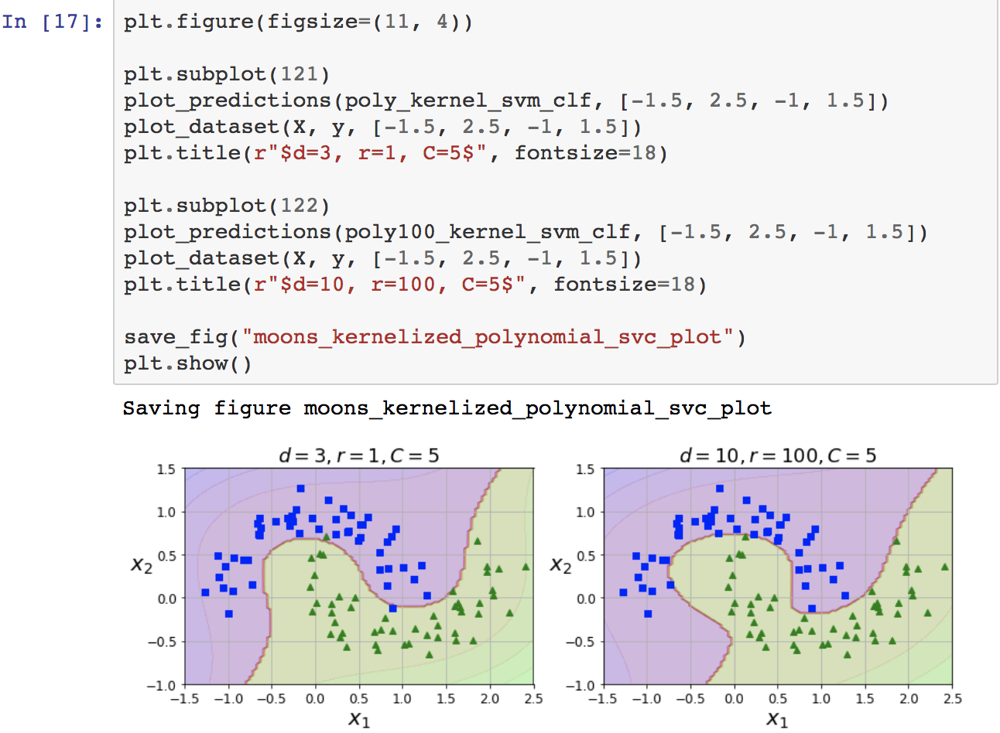 In [17]: plt.figure(figsize=(11, 4))
plt.subplot(121)
plot_predictions(poly_kernel_svm_clf, [-1.5, 2.5, -1, 1.5])
plot_dataset(X, y, [-1.5, 2.5, -1, 1.5])
plt.title(r"$d=3, r=1, C=5$", fontsize=18)
plt.subplot(122)
plot_predictions(poly100_kernel_svm_clf, [-1.5, 2.5, -1, 1.5])
plot_dataset(X, y, [-1.5, 2.5, -1, 1.5])
plt.title(r"$d=10, r=100, C=5$", fontsize=18)
save_fig("moons_kernelized_polynomial_svc_plot")
plt.show()
Saving figure moons_kernelized_polynomial_svc_plot
d = 3, r = 1, C = 5
1.5
1.0
0.5
x₂
0.0
−0.5
−1.0
−1.5 −1.0 −0.5 0.0 0.5 1.0 1.5 2.0 2.5
x₁
d = 10, r = 100, C = 5
1.5
1.0
0.5
x₂
0.0
−0.5
−1.0
−1.5 −1.0 −0.5 0.0 0.5 1.0 1.5 2.0 2.5
x₁